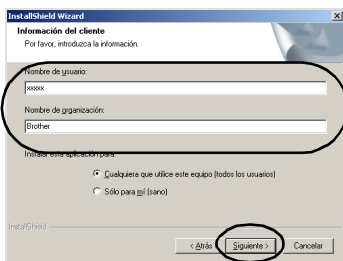 InstallShield Wizard
Información del cliente
Por favor, introduzca la información.
Nombre de usuario:
xxxxx
Nombre de organización:
Brother
Instalar esta aplicación para:
Cualquiera que utilice este equipo (todos los usuarios)
Sólo para mí (sano)
InstallShield
< Atrás
Siguiente >
Cancelar